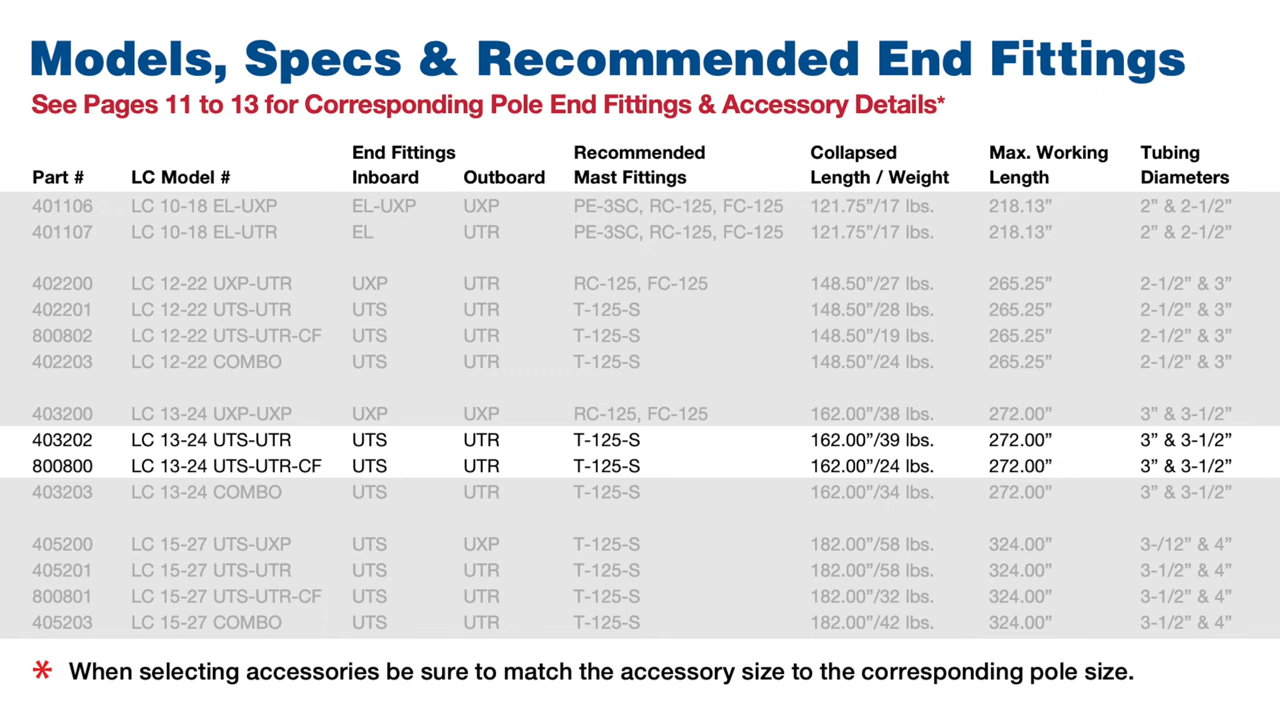 Models, Specs & Recommended End Fittings
See Pages 11 to 13 for Corresponding Pole End Fittings & Accessory Details*
End Fittings Recommended Collapsed Max. Working Tubing
Part # LC Model # Inboard Outboard Mast Fittings Length / Weight Length Diameters
401106 LC 10-18 EL-UXP EL-UXP UXP PE-3SC, RC-125, FC-125 121.75”/17 lbs. 218.13” 2” & 2-1/2”
401107 LC 10-18 EL-UTR EL UTR PE-3SC, RC-125, FC-125 121.75”/17 lbs. 218.13” 2” & 2-1/2”
402200 LC 12-22 UXP-UTR UXP UTR RC-125, FC-125 148.50”/27 lbs. 265.25” 2-1/2” & 3”
402201 LC 12-22 UTS-UTR UTS UTR T-125-S 148.50”/28 lbs. 265.25” 2-1/2” & 3”
800802 LC 12-22 UTS-UTR-CF UTS UTR T-125-S 148.50”/19 lbs. 265.25” 2-1/2” & 3”
402203 LC 12-22 COMBO UTS UTR T-125-S 148.50”/24 lbs. 265.25” 2-1/2” & 3”
403200 LC 13-24 UXP-UXP UXP UXP RC-125, FC-125 162.00”/38 lbs. 272.00” 3” & 3-1/2”
403202 LC 13-24 UTS-UTR UTS UTR T-125-S 162.00”/39 lbs. 272.00” 3” & 3-1/2”
800800 LC 13-24 UTS-UTR-CF UTS UTR T-125-S 162.00”/24 lbs. 272.00” 3” & 3-1/2”
403203 LC 13-24 COMBO UTS UTR T-125-S 162.00”/34 lbs. 272.00” 3” & 3-1/2”
405200 LC 15-27 UTS-UXP UTS UXP T-125-S 182.00”/58 lbs. 324.00” 3-/12” & 4”
405201 LC 15-27 UTS-UTR UTS UTR T-125-S 182.00”/58 lbs. 324.00” 3-1/2” & 4”
800801 LC 15-27 UTS-UTR-CF UTS UTR T-125-S 182.00”/32 lbs. 324.00” 3-1/2” & 4”
405203 LC 15-27 COMBO UTS UTR T-125-S 182.00”/42 lbs. 324.00” 3-1/2” & 4”
* When selecting accessories be sure to match the accessory size to the corresponding pole size.